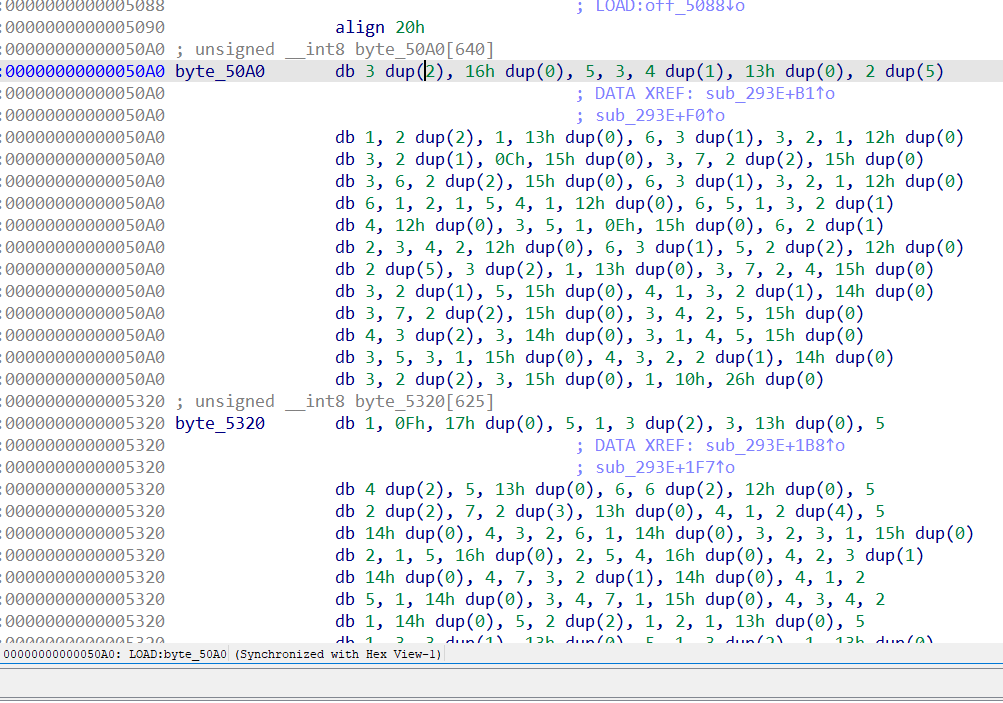 :0000000000005088 ; LOAD:off_5088↓o
:0000000000005090 align 20h
:00000000000050A0 ; unsigned __int8 byte_50A0[640]
:00000000000050A0 byte_50A0 db 3 dup(2), 16h dup(0), 5, 3, 4 dup(1), 13h dup(0), 2 dup(5)
:00000000000050A0 ; DATA XREF: sub_293E+B1↑o
:00000000000050A0 ; sub_293E+F0↑o
:00000000000050A0 db 1, 2 dup(2), 1, 13h dup(0), 6, 3 dup(1), 3, 2, 1, 12h dup(0)
:00000000000050A0 db 3, 2 dup(1), 0Ch, 15h dup(0), 3, 7, 2 dup(2), 15h dup(0)
:00000000000050A0 db 3, 6, 2 dup(2), 15h dup(0), 6, 3 dup(1), 3, 2, 1, 12h dup(0)
:00000000000050A0 db 6, 1, 2, 1, 5, 4, 1, 12h dup(0), 6, 5, 1, 3, 2 dup(1)
:00000000000050A0 db 4, 12h dup(0), 3, 5, 1, 0Eh, 15h dup(0), 6, 2 dup(1)
:00000000000050A0 db 2, 3, 4, 2, 12h dup(0), 6, 3 dup(1), 5, 2 dup(2), 12h dup(0)
:00000000000050A0 db 2 dup(5), 3 dup(2), 1, 13h dup(0), 3, 7, 2, 4, 15h dup(0)
:00000000000050A0 db 3, 2 dup(1), 5, 15h dup(0), 4, 1, 3, 2 dup(1), 14h dup(0)
:00000000000050A0 db 3, 7, 2 dup(2), 15h dup(0), 3, 4, 2, 5, 15h dup(0)
:00000000000050A0 db 4, 3 dup(2), 3, 14h dup(0), 3, 1, 4, 5, 15h dup(0)
:00000000000050A0 db 3, 5, 3, 1, 15h dup(0), 4, 3, 2, 2 dup(1), 14h dup(0)
:00000000000050A0 db 3, 2 dup(2), 3, 15h dup(0), 1, 10h, 26h dup(0)
:0000000000005320 ; unsigned __int8 byte_5320[625]
:0000000000005320 byte_5320 db 1, 0Fh, 17h dup(0), 5, 1, 3 dup(2), 3, 13h dup(0), 5
:0000000000005320 ; DATA XREF: sub_293E+1B8↑o
:0000000000005320 ; sub_293E+1F7↑o
:0000000000005320 db 4 dup(2), 5, 13h dup(0), 6, 6 dup(2), 12h dup(0), 5
:0000000000005320 db 2 dup(2), 7, 2 dup(3), 13h dup(0), 4, 1, 2 dup(4), 5
:0000000000005320 db 14h dup(0), 4, 3, 2, 6, 1, 14h dup(0), 3, 2, 3, 1, 15h dup(0)
:0000000000005320 db 2, 1, 5, 16h dup(0), 2, 5, 4, 16h dup(0), 4, 2, 3 dup(1)
:0000000000005320 db 14h dup(0), 4, 7, 3, 2 dup(1), 14h dup(0), 4, 1, 2
:0000000000005320 db 5, 1, 14h dup(0), 3, 4, 7, 1, 15h dup(0), 4, 3, 4, 2
:0000000000005320 db 1, 14h dup(0), 5, 2 dup(2), 1, 2, 1, 13h dup(0), 5
:0000000000005320 db 1, 3, 3 dup(1), 13h dup(0), 5, 1, 3 dup(2), 1, 13h dup(0)
00000000000050A0: LOAD:byte_50A0 (Synchronized with Hex View-1)